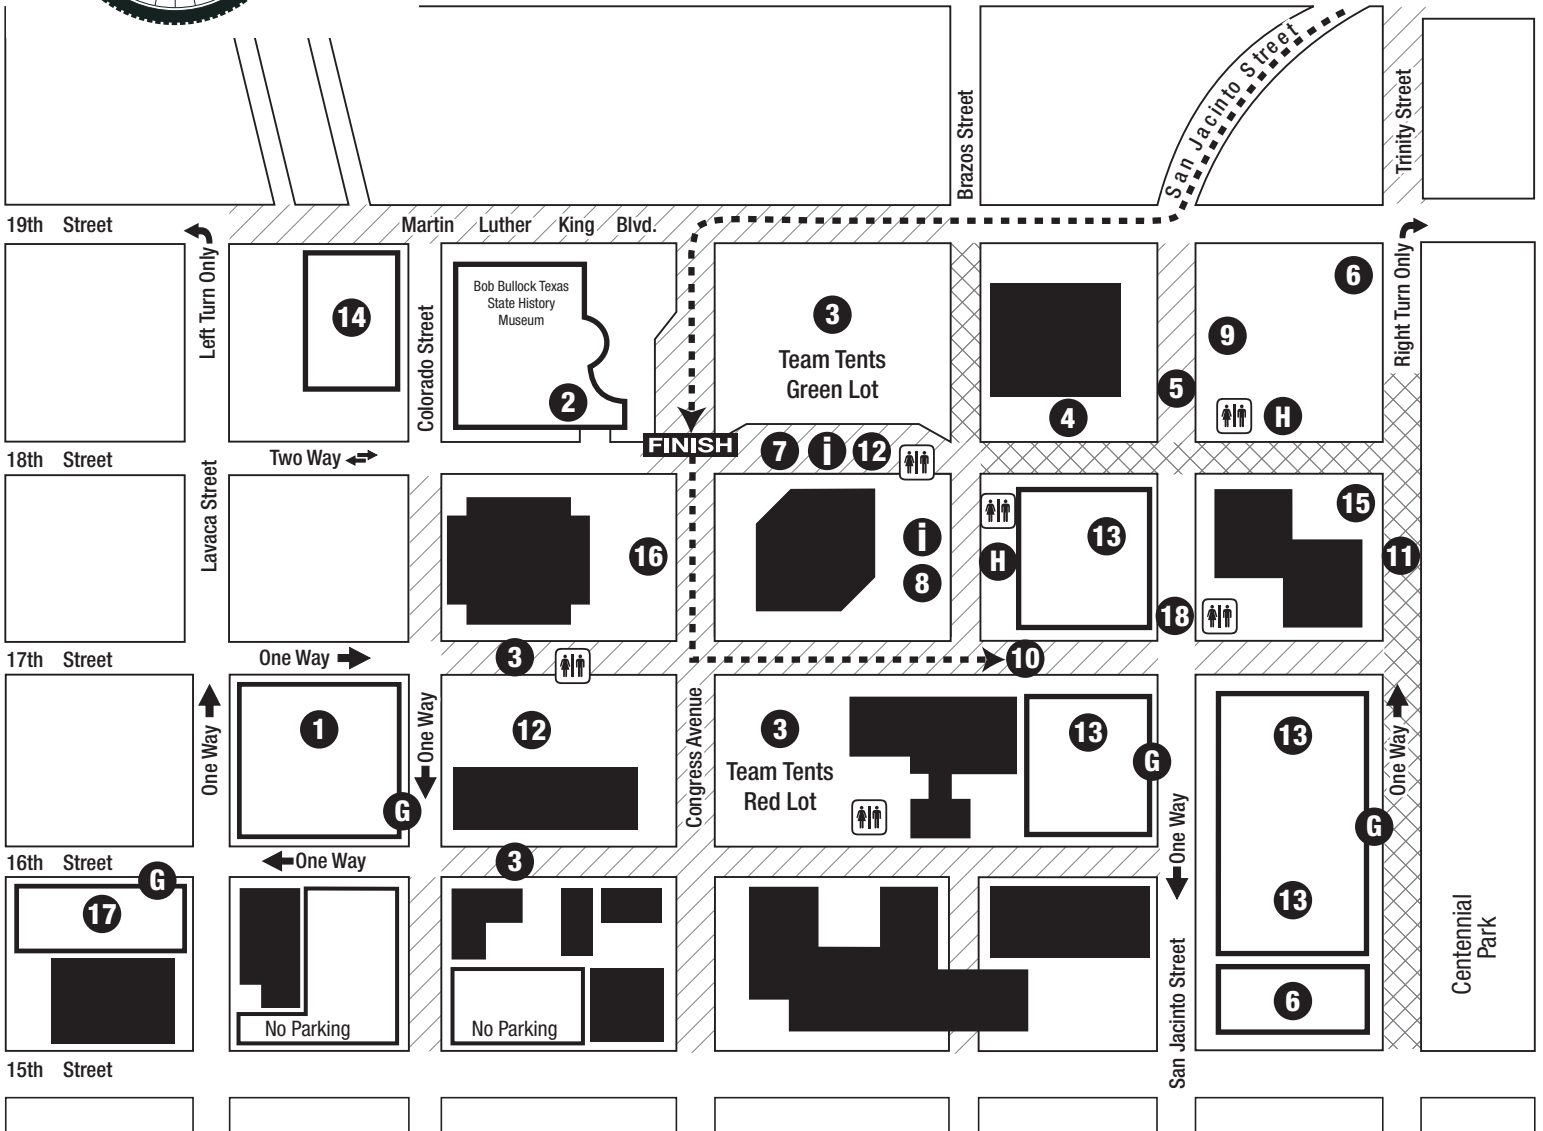 San Jacinto Street
Brazos Street
Trinity Street
19th Street
Martin Luther King Blvd.
Left Turn Only
Right Turn Only
Bob Bullock Texas
State History
Museum
14
Colorado Street
2
3
Team Tents
Green Lot
4
5
6
9
H
18th Street
Two Way
FINISH
7
i
12
Lavaca Street
16
i
8
H
13
15
11
18
17th Street
One Way
3
10
One Way
1
G
One Way
12
Congress Avenue
3
Team Tents
Red Lot
13
G
One Way
13
G
One Way
16th Street
One Way
3
G
17
13
No Parking
No Parking
San Jacinto Street
6
Centennial
Park
15th Street